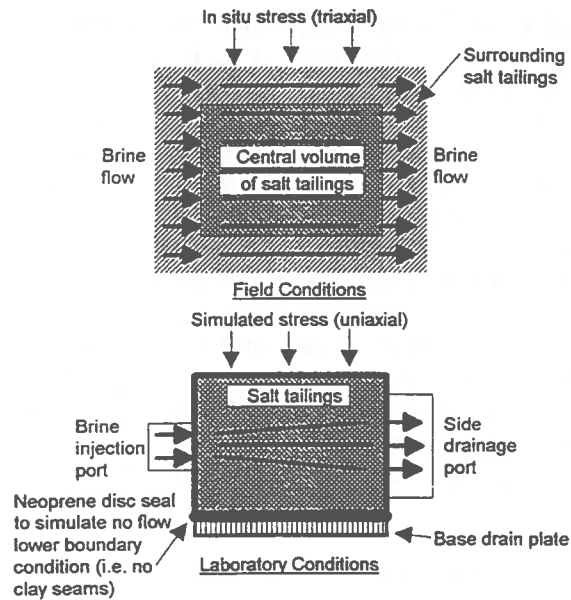 In situ stress (triaxial)
Surrounding
salt tailings
Brine
flow
Central volume
of salt tailings
Brine
flow
Field Conditions
Simulated stress (uniaxial)
Salt tailings
Brine
injection
port
Side
drainage
port
Neoprene disc seal
to simulate no flow
lower boundary
condition (i.e. no
clay seams)
Base drain plate
Laboratory Conditions